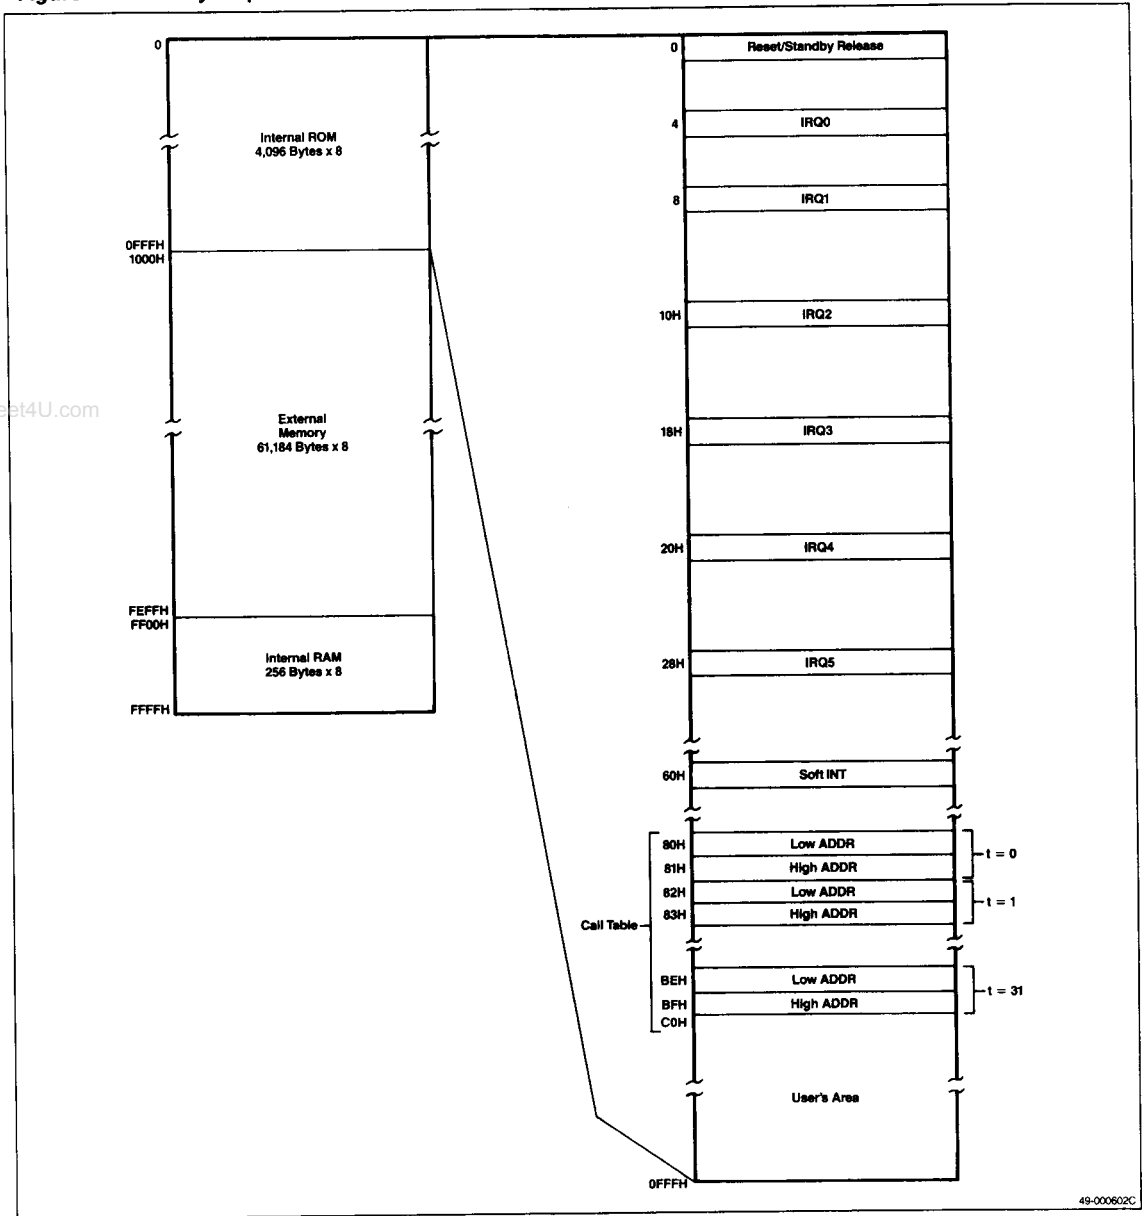 0
Internal ROM
4,096 Bytes x 8
0FFFH
1000H
External
Memory
61,184 Bytes x 8
FEFFH
FF00H
Internal RAM
256 Bytes x 8
FFFFH
0
Reset/Standby Release
4
IRQ0
8
IRQ1
10H
IRQ2
18H
IRQ3
20H
IRQ4
28H
IRQ5
60H
Soft INT
Call Table
80H
Low ADDR
81H
High ADDR
t = 0
82H
Low ADDR
83H
High ADDR
t = 1
BEH
Low ADDR
BFH
High ADDR
t = 31
C0H
User's Area
0FFFH
49-000602C
eet4U.com